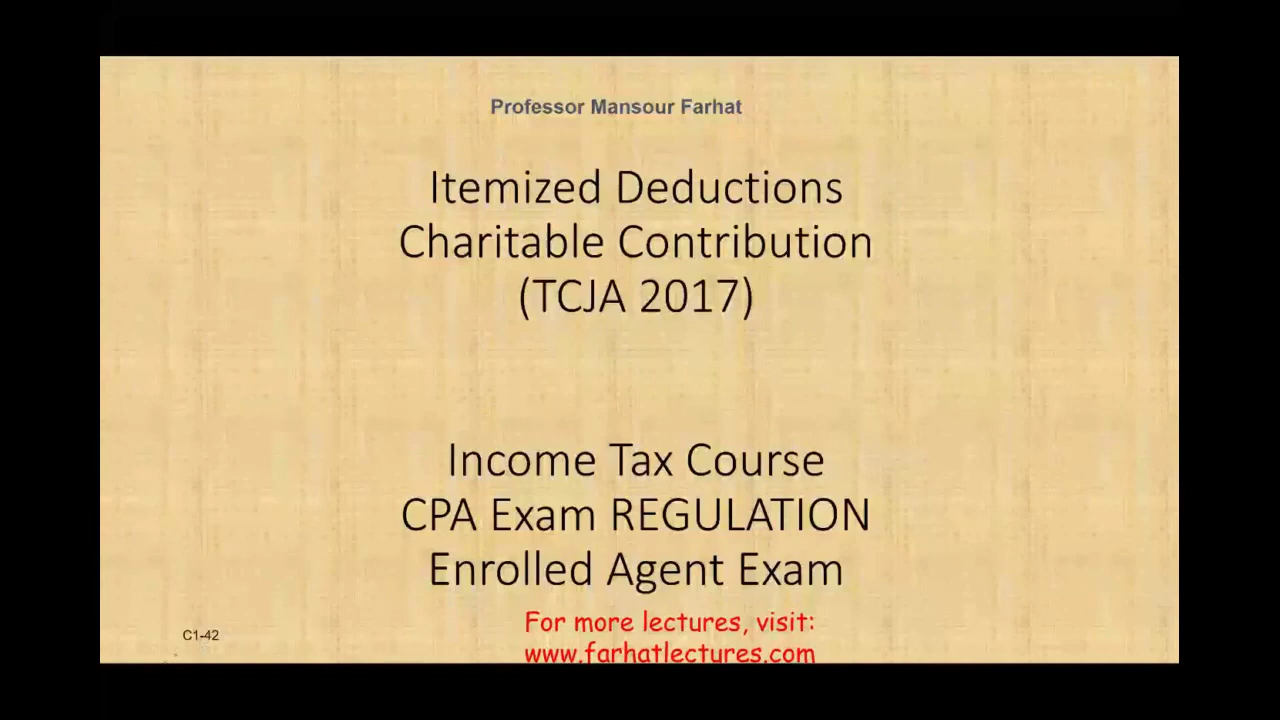 Professor Mansour Farhat
Itemized Deductions
Charitable Contribution
(TCJA 2017)
Income Tax Course
CPA Exam REGULATION
Enrolled Agent Exam
For more lectures, visit:
www.farhatlectures.com
C1-42